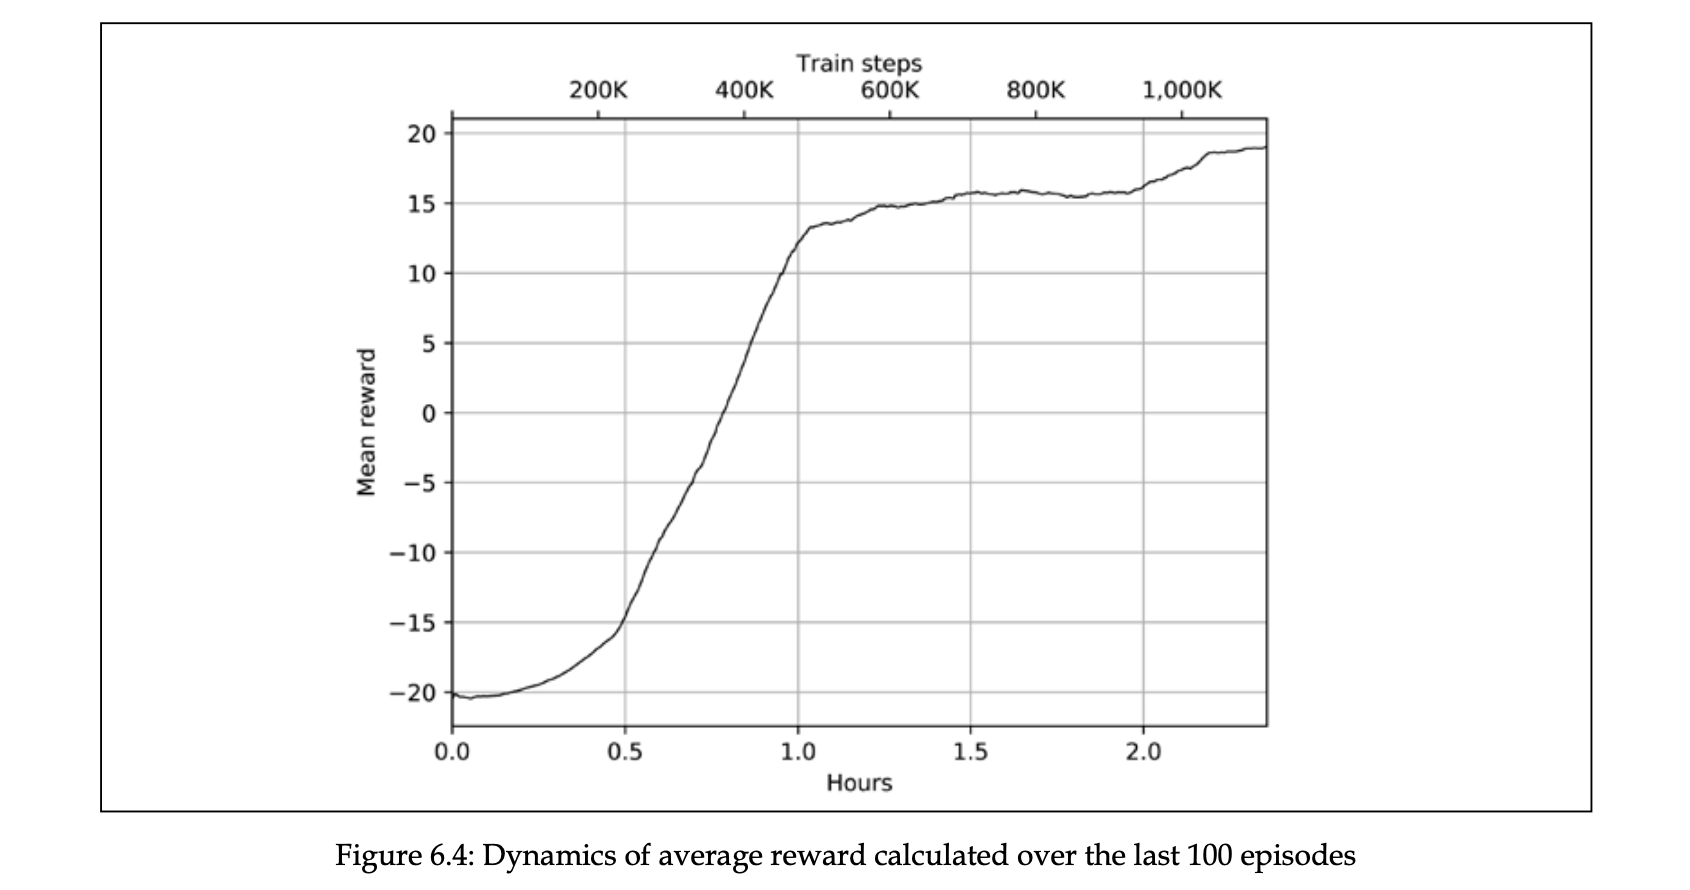 Train steps
200K 400K 600K 800K 1,000K
20
15
10
5
0
−5
−10
−15
−20
Mean reward
0.0 0.5 1.0 1.5 2.0
Hours
Figure 6.4: Dynamics of average reward calculated over the last 100 episodes